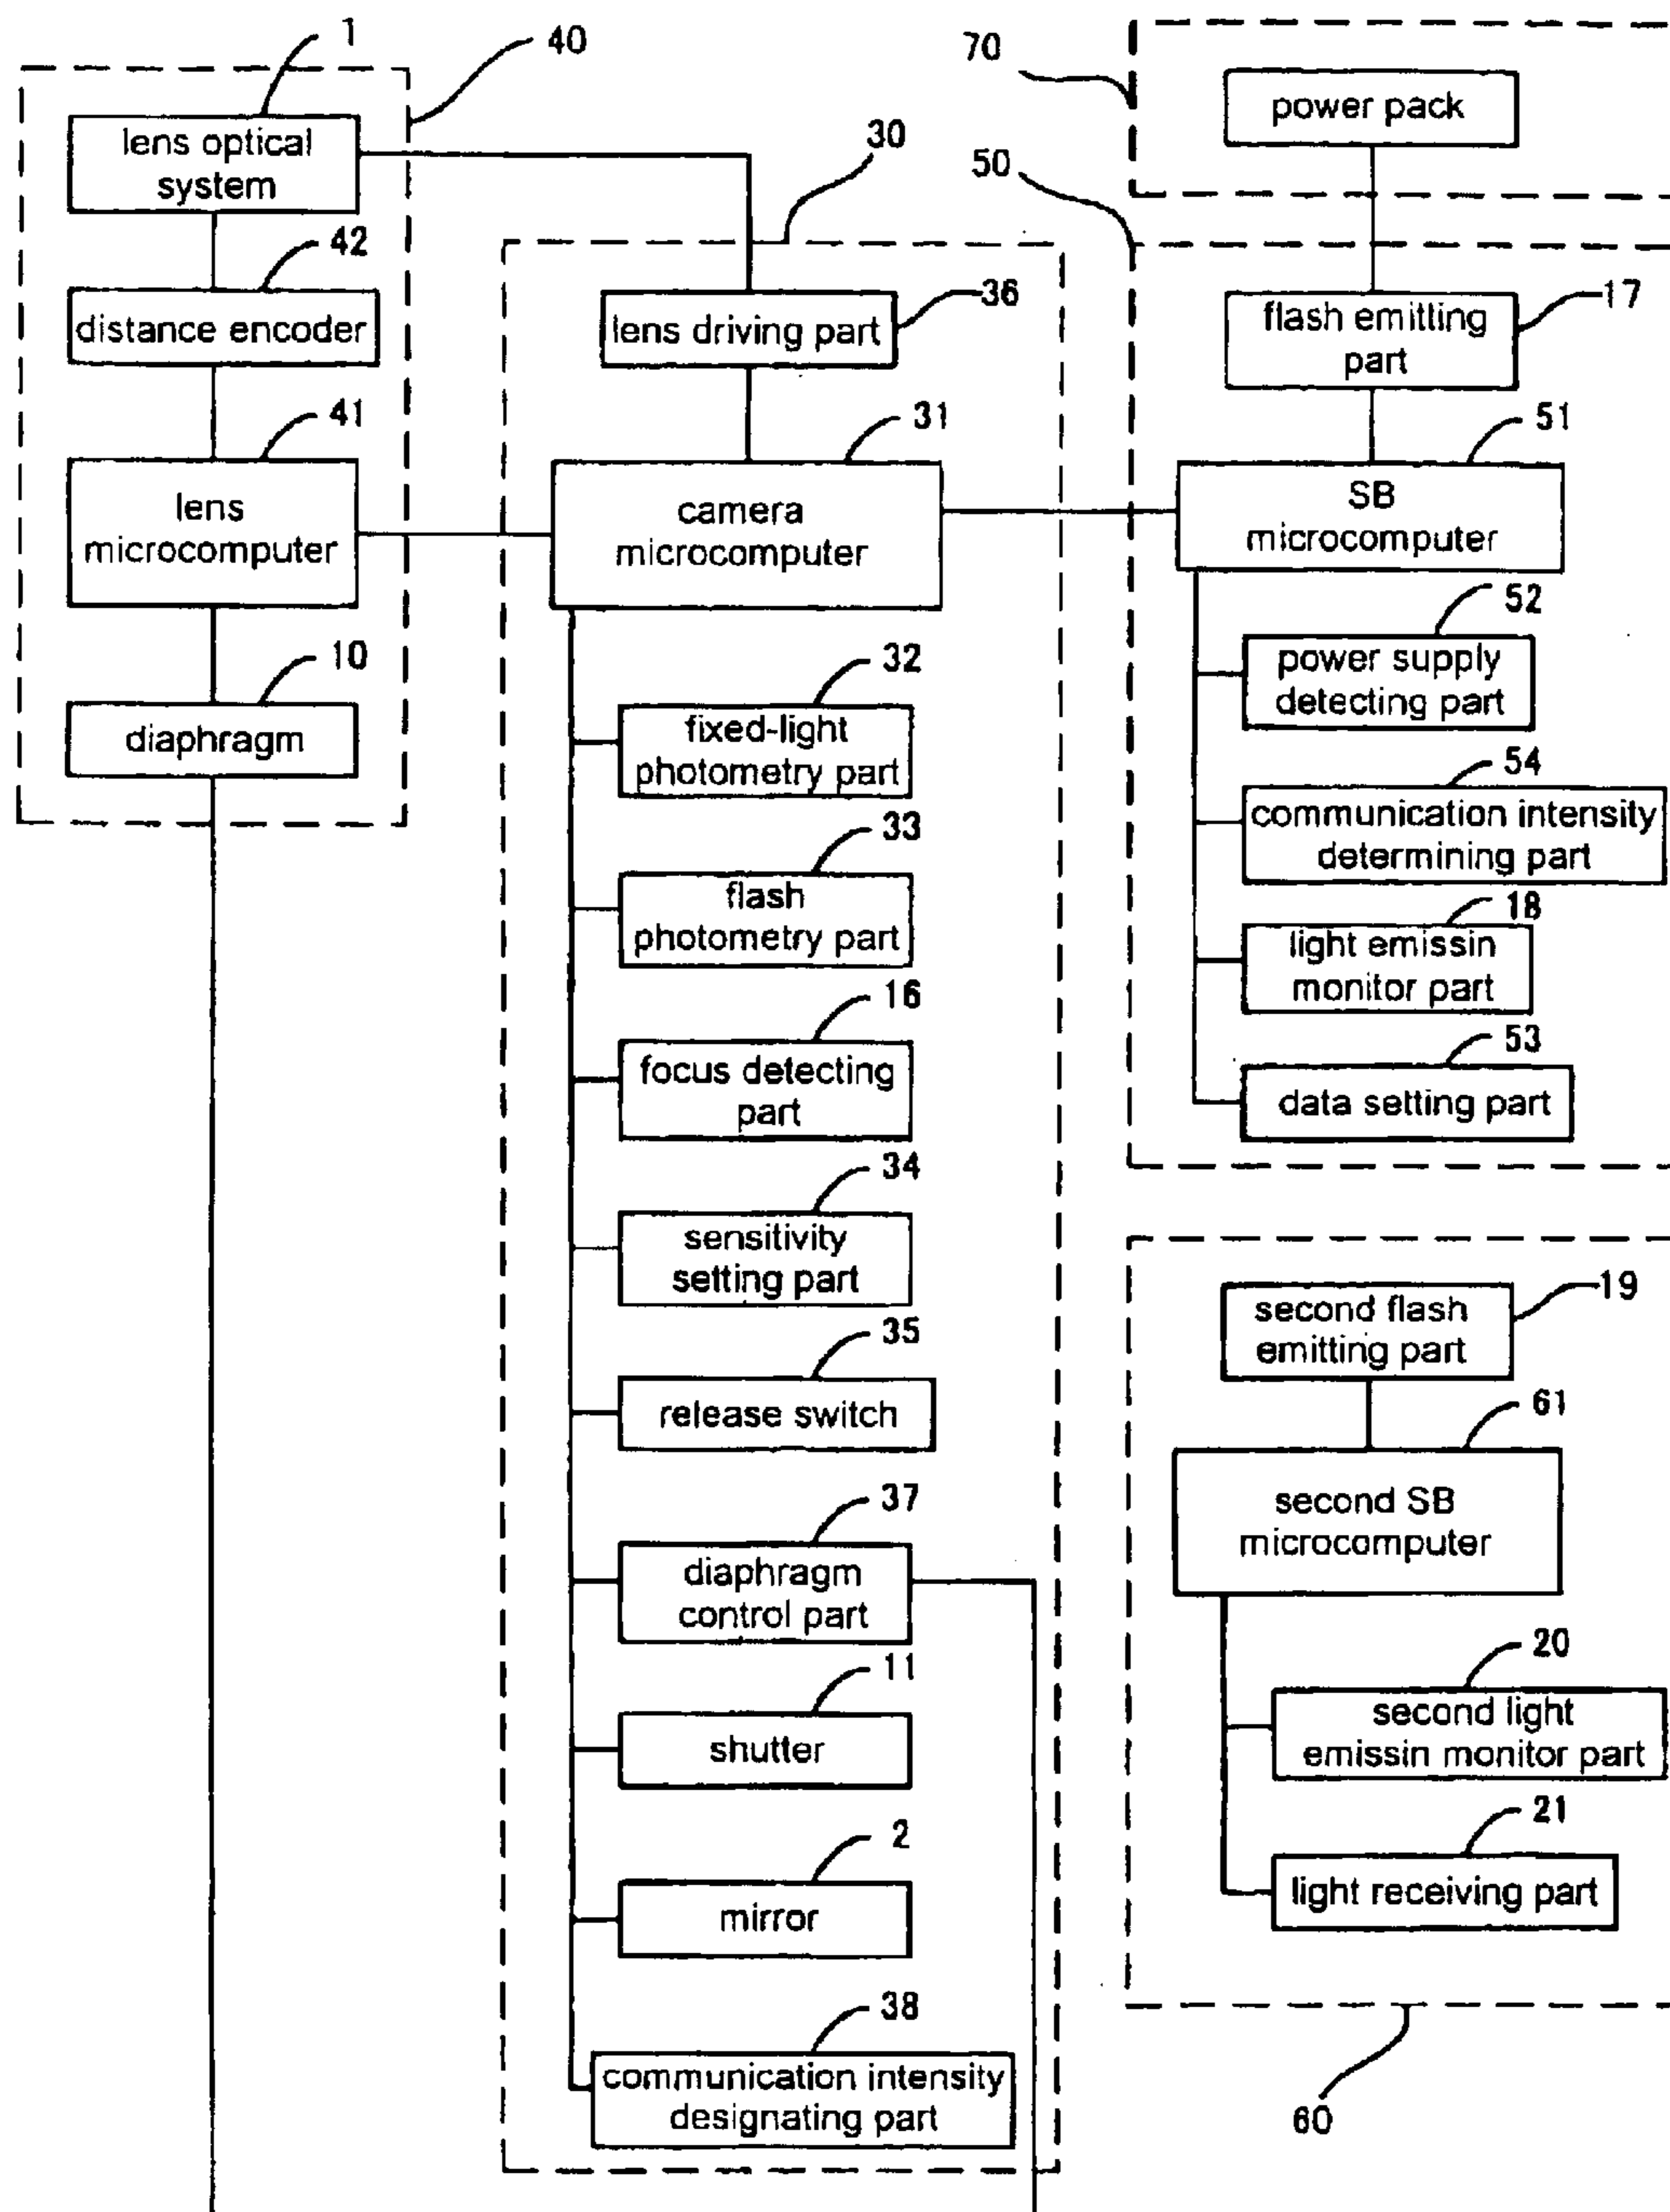 1
40
lens optical
system
42
distance encoder
41
lens
microcomputer
10
diaphragm
30
36
lens driving part
31
camera
microcomputer
32
fixed-light
photometry part
33
flash
photometry part
16
focus detecting
part
34
sensitivity
setting part
35
release switch
37
diaphragm
control part
11
shutter
2
mirror
38
communication intensity
designating part
70
power pack
50
17
flash emitting
part
51
SB
microcomputer
52
power supply
detecting part
54
communication intensity
determining part
18
light emissin
monitor part
53
data setting part
19
second flash
emitting part
61
second SB
microcomputer
20
second light
emissin monitor part
21
light receiving part
60